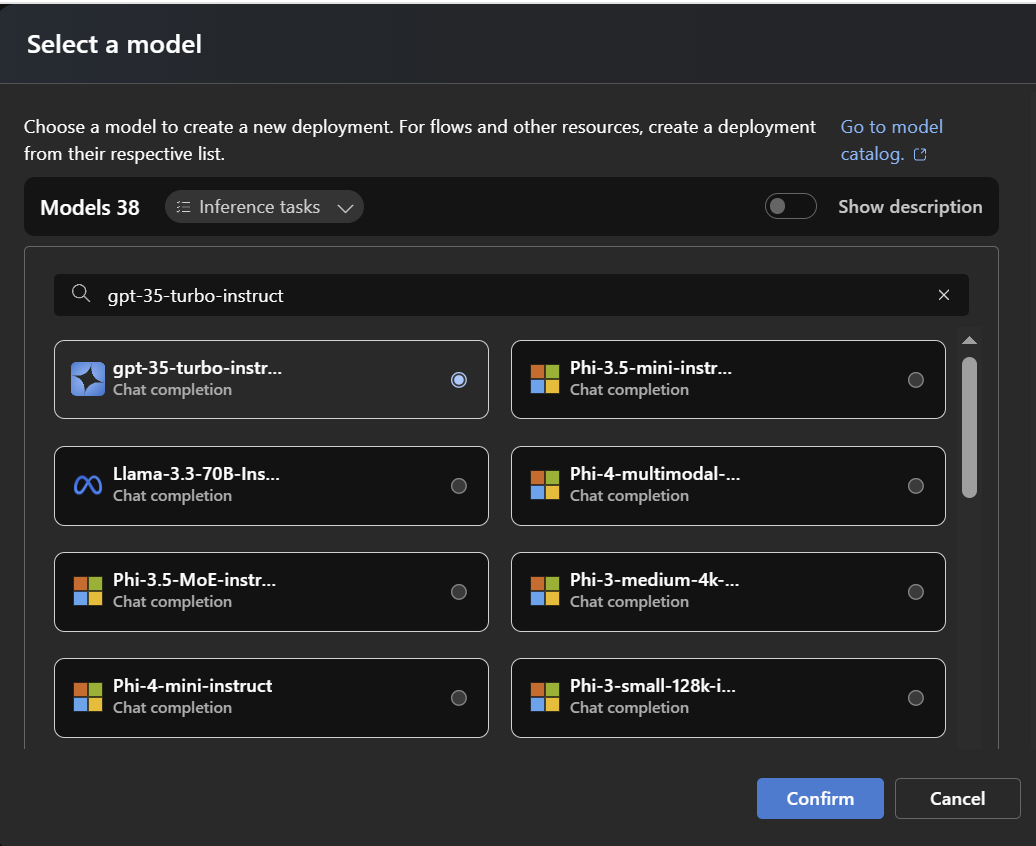 Select a model
Choose a model to create a new deployment. For flows and other resources, create a deployment
from their respective list.
Go to model
catalog.
Models 38
Inference tasks
Show description
gpt-35-turbo-instruct
gpt-35-turbo-instr...
Chat completion
Phi-3.5-mini-instr...
Chat completion
Llama-3.3-70B-Ins...
Chat completion
Phi-4-multimodal-...
Chat completion
Phi-3.5-MoE-instr...
Chat completion
Phi-3-medium-4k-...
Chat completion
Phi-4-mini-instruct
Chat completion
Phi-3-small-128k-i...
Chat completion
Confirm
Cancel